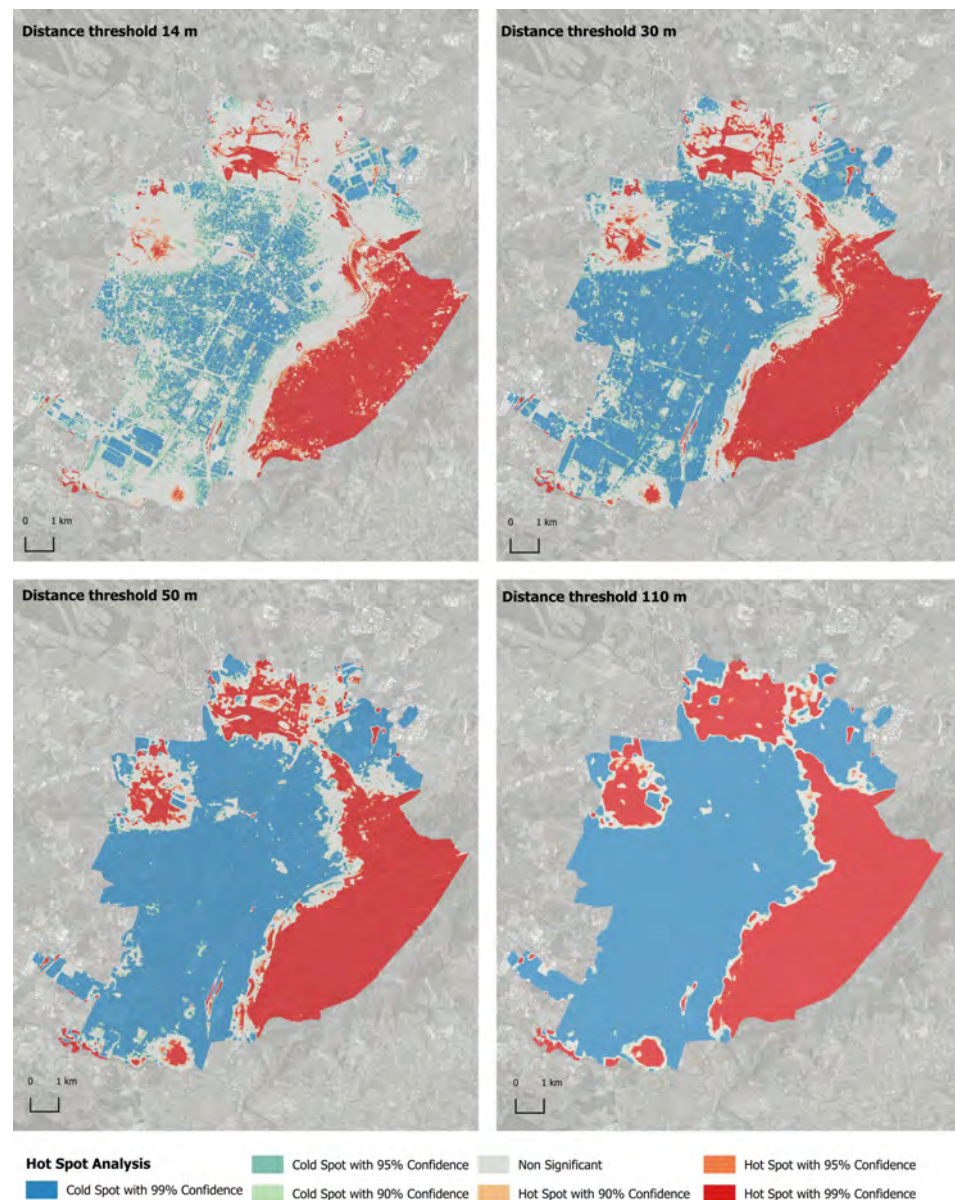 Distance threshold 14 m
Distance threshold 30 m
0 1 km
0 1 km
Distance threshold 50 m
Distance threshold 110 m
0 1 km
0 1 km
Hot Spot Analysis
Cold Spot with 95% Confidence
Non Significant
Hot Spot with 95% Confidence
Cold Spot with 99% Confidence
Cold Spot with 90% Confidence
Hot Spot with 90% Confidence
Hot Spot with 99% Confidence